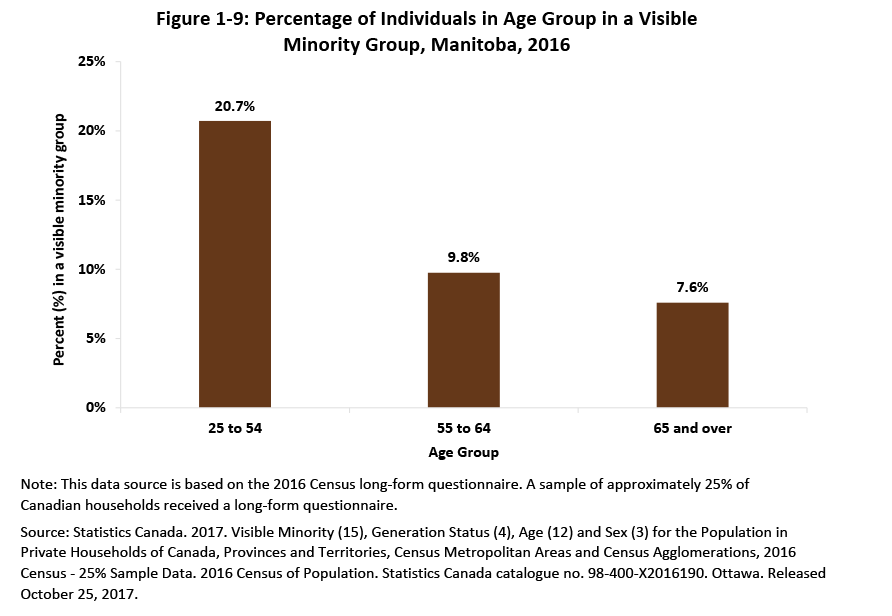 Figure 1-9: Percentage of Individuals in Age Group in a Visible
Minority Group, Manitoba, 2016
Percent (%) in a visible minority group
25%
20%
15%
10%
5%
0%
20.7%
9.8%
7.6%
25 to 54
55 to 64
65 and over
Age Group
Note: This data source is based on the 2016 Census long-form questionnaire. A sample of approximately 25% of
Canadian households received a long-form questionnaire.
Source: Statistics Canada. 2017. Visible Minority (15), Generation Status (4), Age (12) and Sex (3) for the Population in
Private Households of Canada, Provinces and Territories, Census Metropolitan Areas and Census Agglomerations, 2016
Census - 25% Sample Data. 2016 Census of Population. Statistics Canada catalogue no. 98-400-X2016190. Ottawa. Released
October 25, 2017.